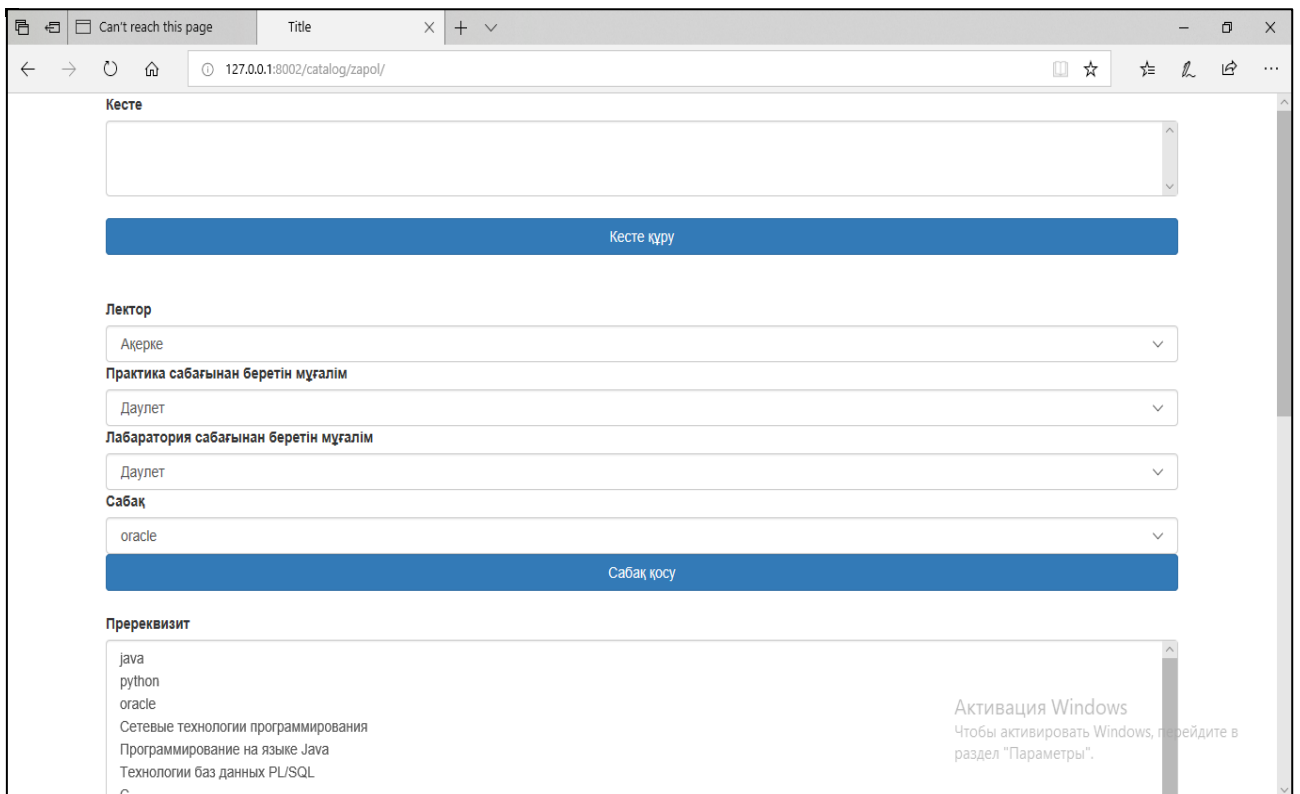 Can't reach this page
Title
127.0.0.1:8002/catalog/zapol/
Кесте
Кесте құру
Лектор
Ақерке
Практика сабағынан беретін мұғалім
Даулет
Лабаратория сабағынан беретін мұғалім
Даулет
Сабақ
oracle
Сабақ қосу
Пререквизит
java
python
oracle
Сетевые технологии программирования
Программирование на языке Java
Технологии баз данных PL/SQL
Активация Windows
Чтобы активировать Windows, перейдите в
раздел "Параметры".